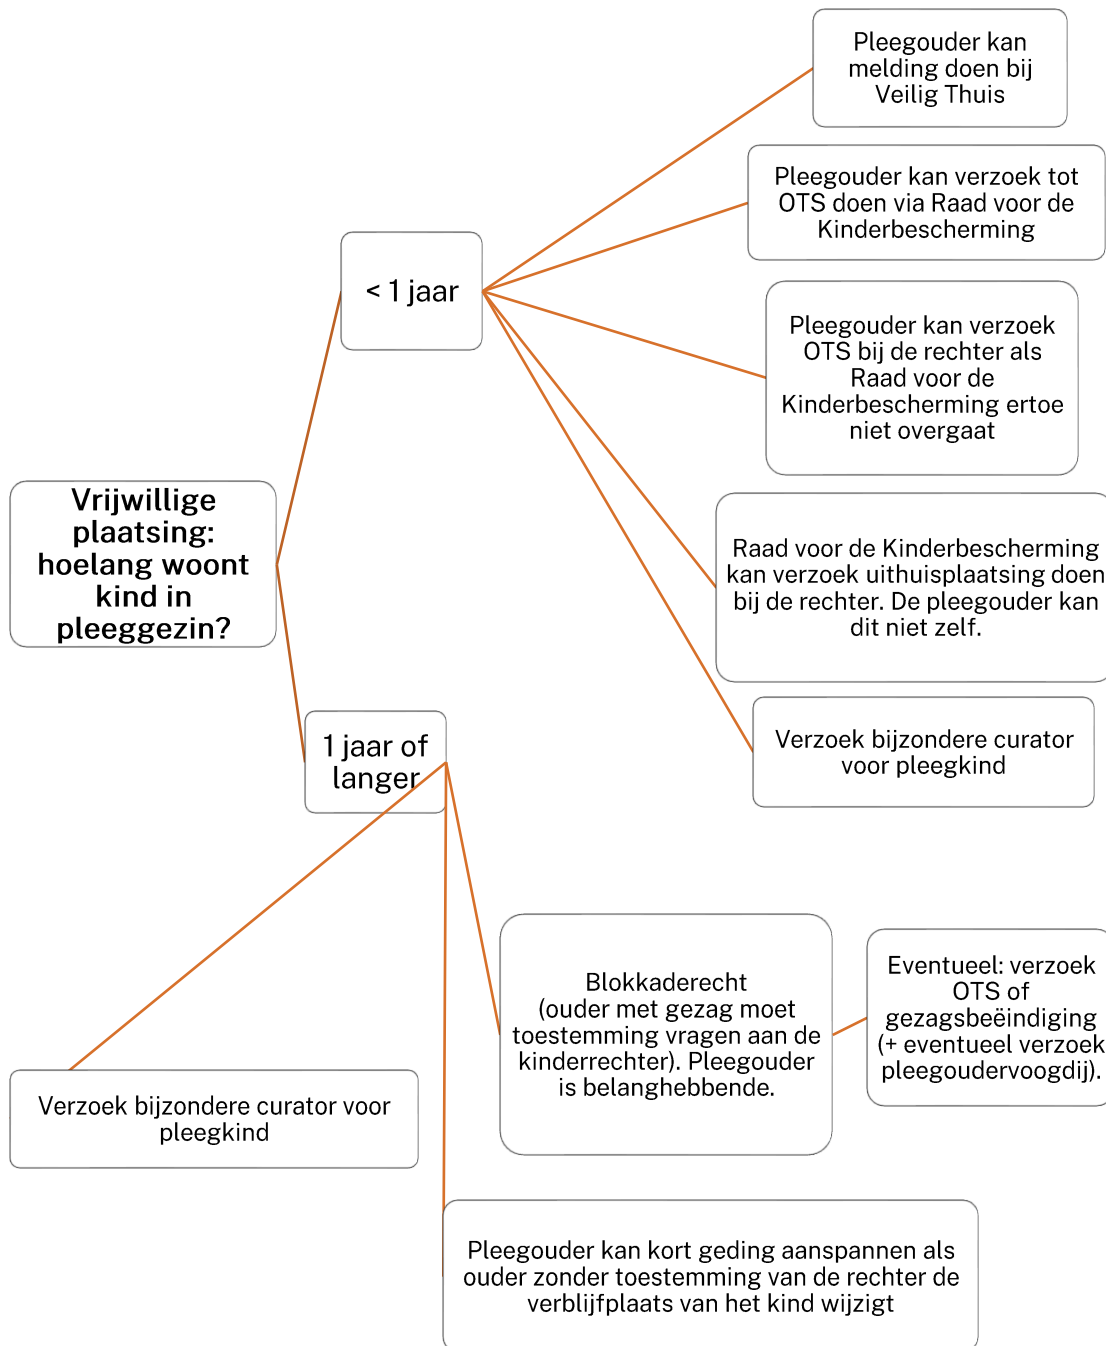 Vrijwillige
plaatsing:
hoelang woont
kind in
pleeggezin?
< 1 jaar
Pleegouder kan
melding doen bij
Veilig Thuis
Pleegouder kan verzoek tot
OTS doen via Raad voor de
Kinderbescherming
Pleegouder kan verzoek
OTS bij de rechter als
Raad voor de
Kinderbescherming ertoe
niet overgaat
Raad voor de Kinderbescherming
kan verzoek uithuisplaatsing doen
bij de rechter. De pleegouder kan
dit niet zelf.
Verzoek bijzondere curator
voor pleegkind
1 jaar of
langer
Blokkaderecht
(ouder met gezag moet
toestemming vragen aan de
kinderrechter). Pleegouder
is belanghebbende.
Eventueel: verzoek
OTS of
gezagsbeëindiging
(+ eventueel verzoek
pleegoudervoogdij).
Verzoek bijzondere curator voor
pleegkind
Pleegouder kan kort geding aanspannen als
ouder zonder toestemming van de rechter de
verblijfplaats van het kind wijzigt